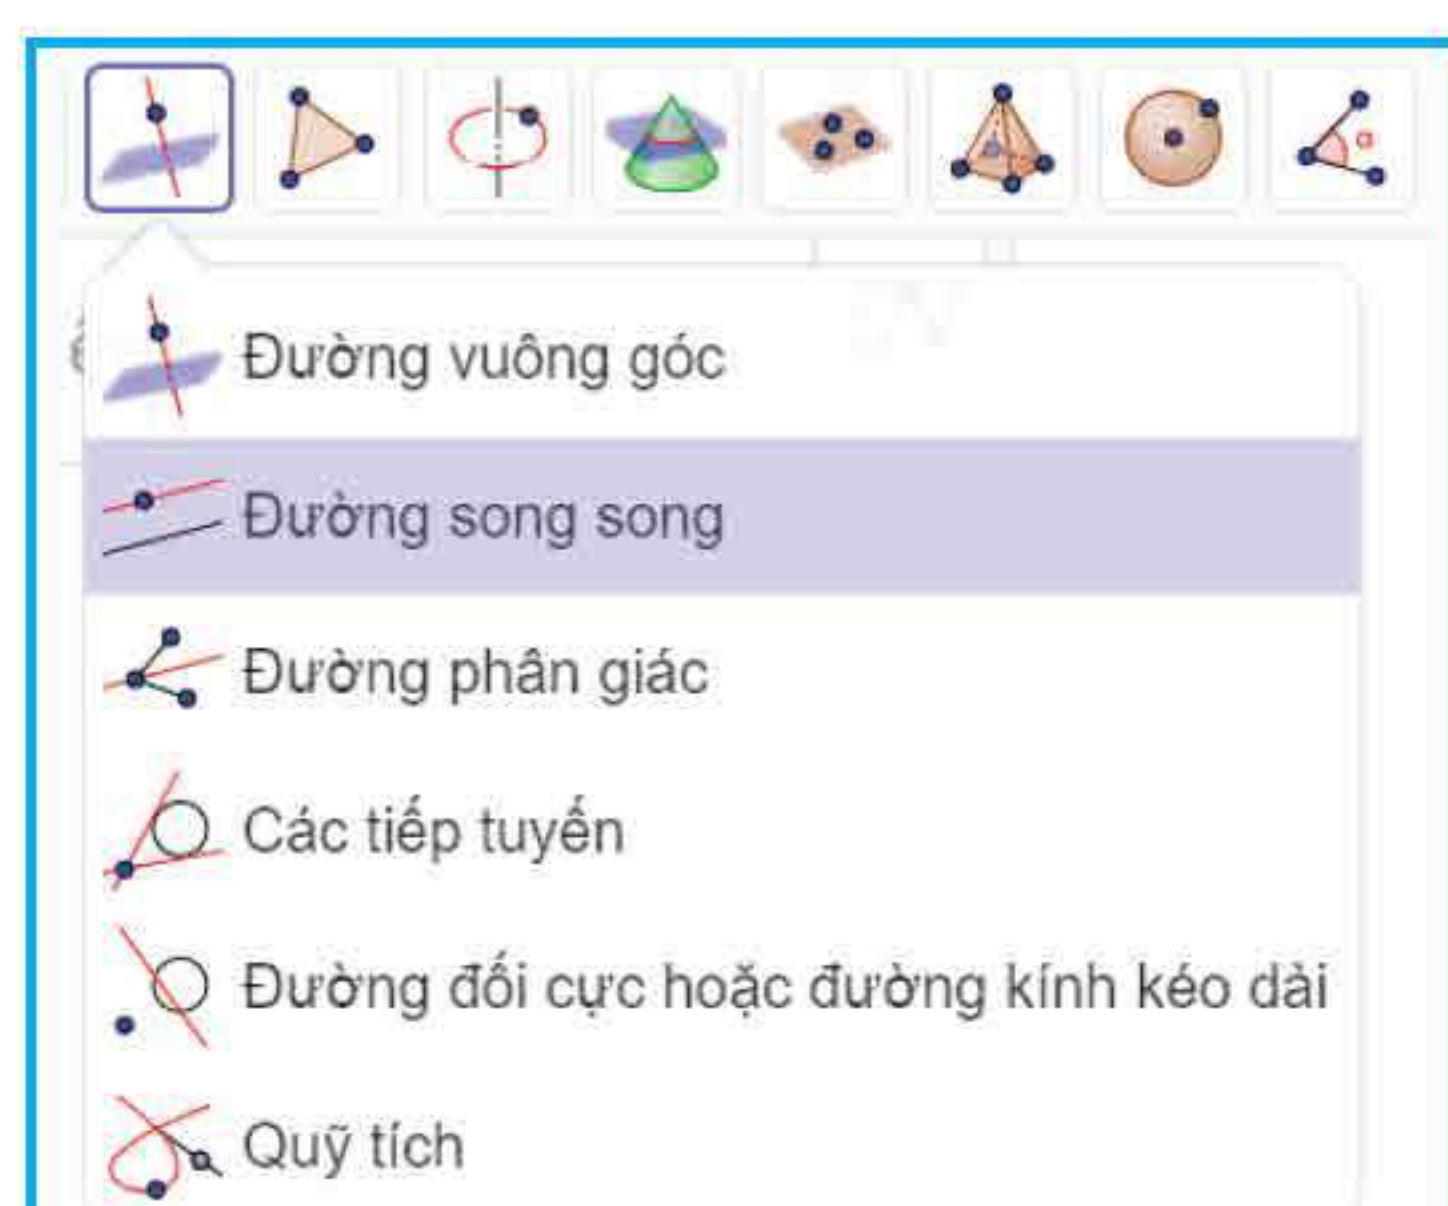 α
Đường vuông góc
Đường song song
Đường phân giác
Các tiếp tuyến
Đường đối cực hoặc đường kính kéo dài
Quỹ tích